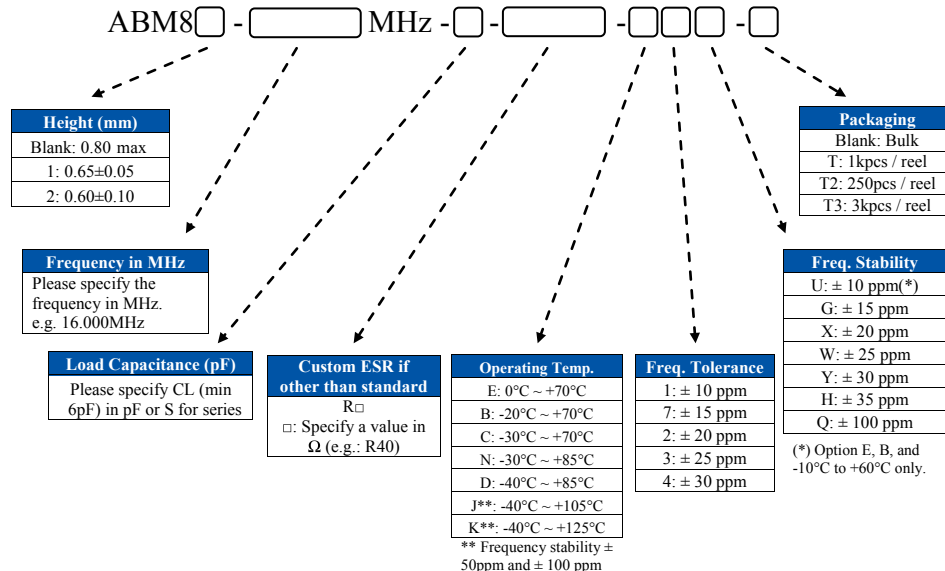 ABM8□ - □ MHz - □ - □ - □□□ - □
Height (mm)
Blank: 0.80 max
1: 0.65±0.05
2: 0.60±0.10
Packaging
Blank: Bulk
T: 1kpcs / reel
T2: 250pcs / reel
T3: 3kpcs / reel
Frequency in MHz
Please specify the
frequency in MHz.
e.g. 16.000MHz
Freq. Stability
U: ± 10 ppm(*)
G: ± 15 ppm
X: ± 20 ppm
W: ± 25 ppm
Y: ± 30 ppm
H: ± 35 ppm
Q: ± 100 ppm
(*) Option E, B, and
-10°C to +60°C only.
Load Capacitance (pF)
Please specify CL (min
6pF) in pF or S for series
Custom ESR if
other than standard
R□
□: Specify a value in
Ω (e.g.: R40)
Operating Temp.
E: 0°C ~ +70°C
B: -20°C ~ +70°C
C: -30°C ~ +70°C
N: -30°C ~ +85°C
D: -40°C ~ +85°C
J**: -40°C ~ +105°C
K**: -40°C ~ +125°C
** Frequency stability ±
50ppm and ± 100 ppm
Freq. Tolerance
1: ± 10 ppm
7: ± 15 ppm
2: ± 20 ppm
3: ± 25 ppm
4: ± 30 ppm